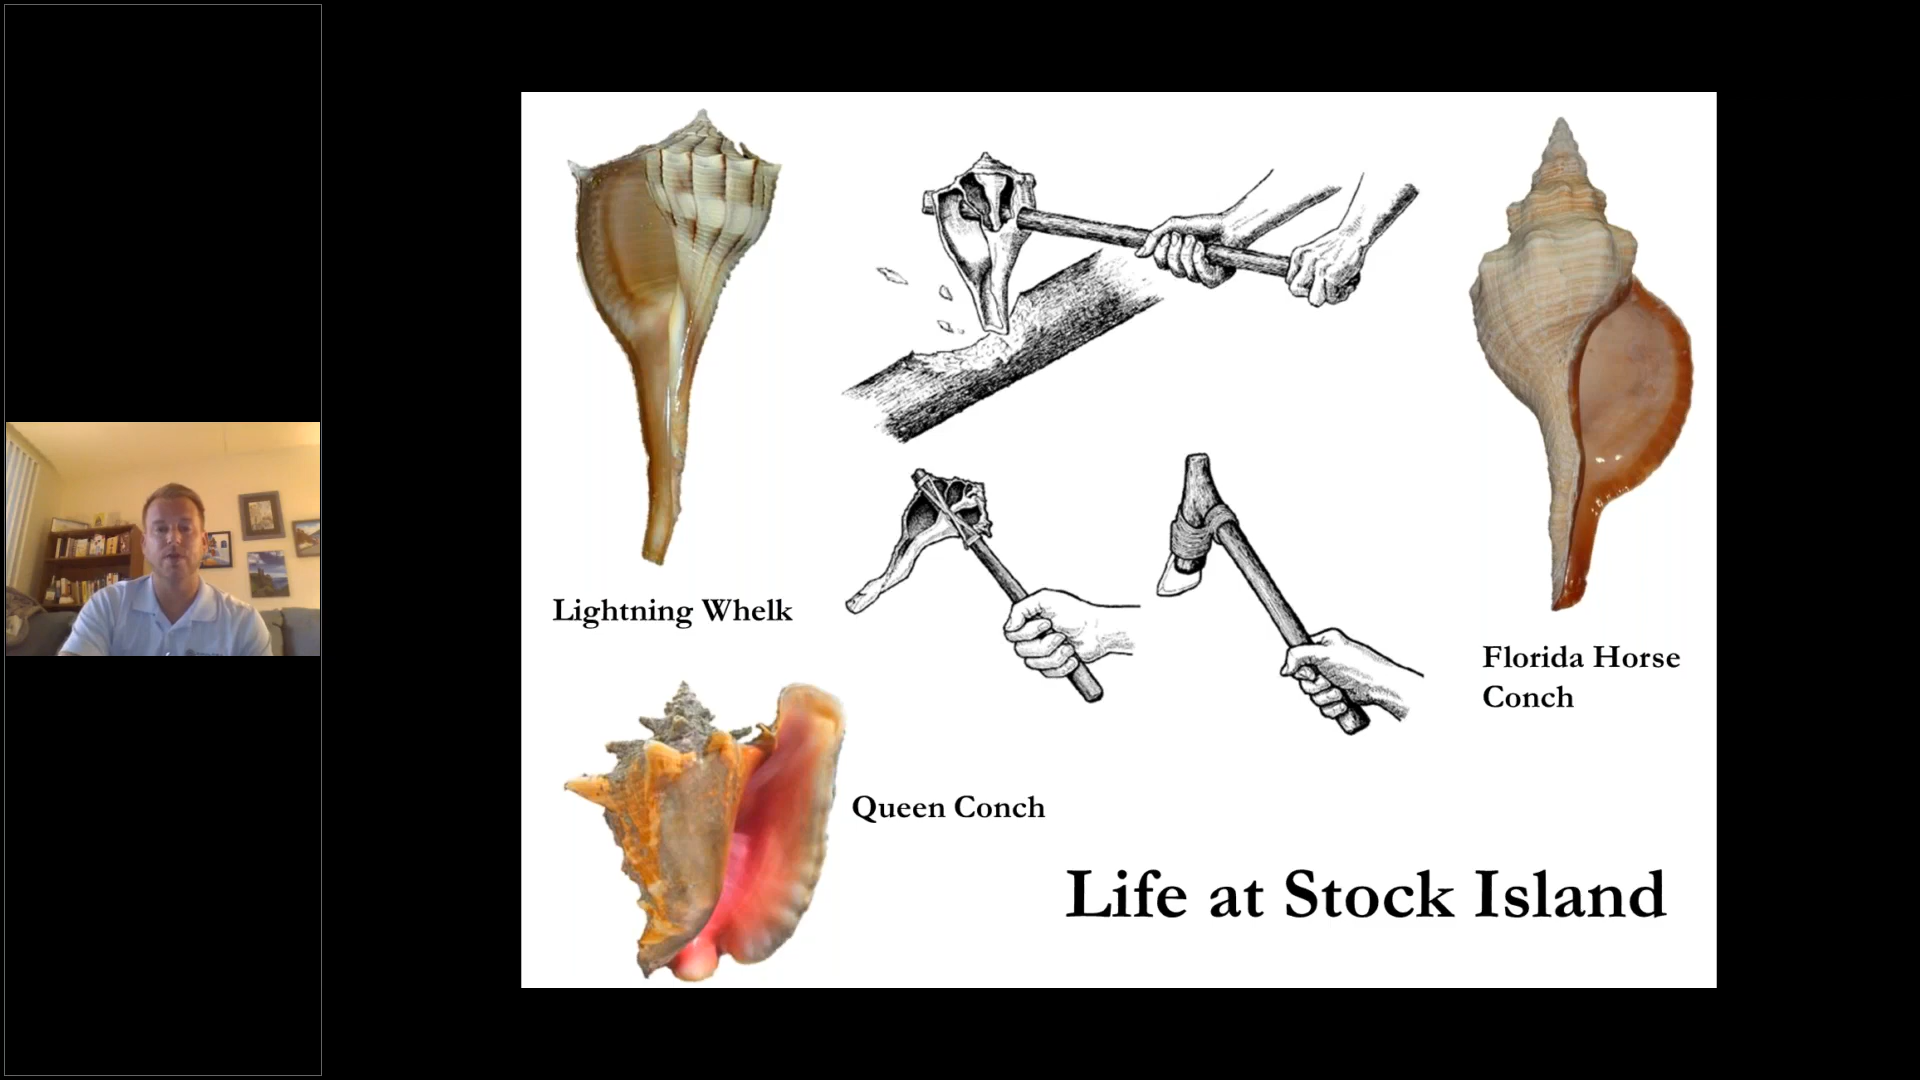 Lightning Whelk
Florida Horse
Conch
Queen Conch
Life at Stock Island